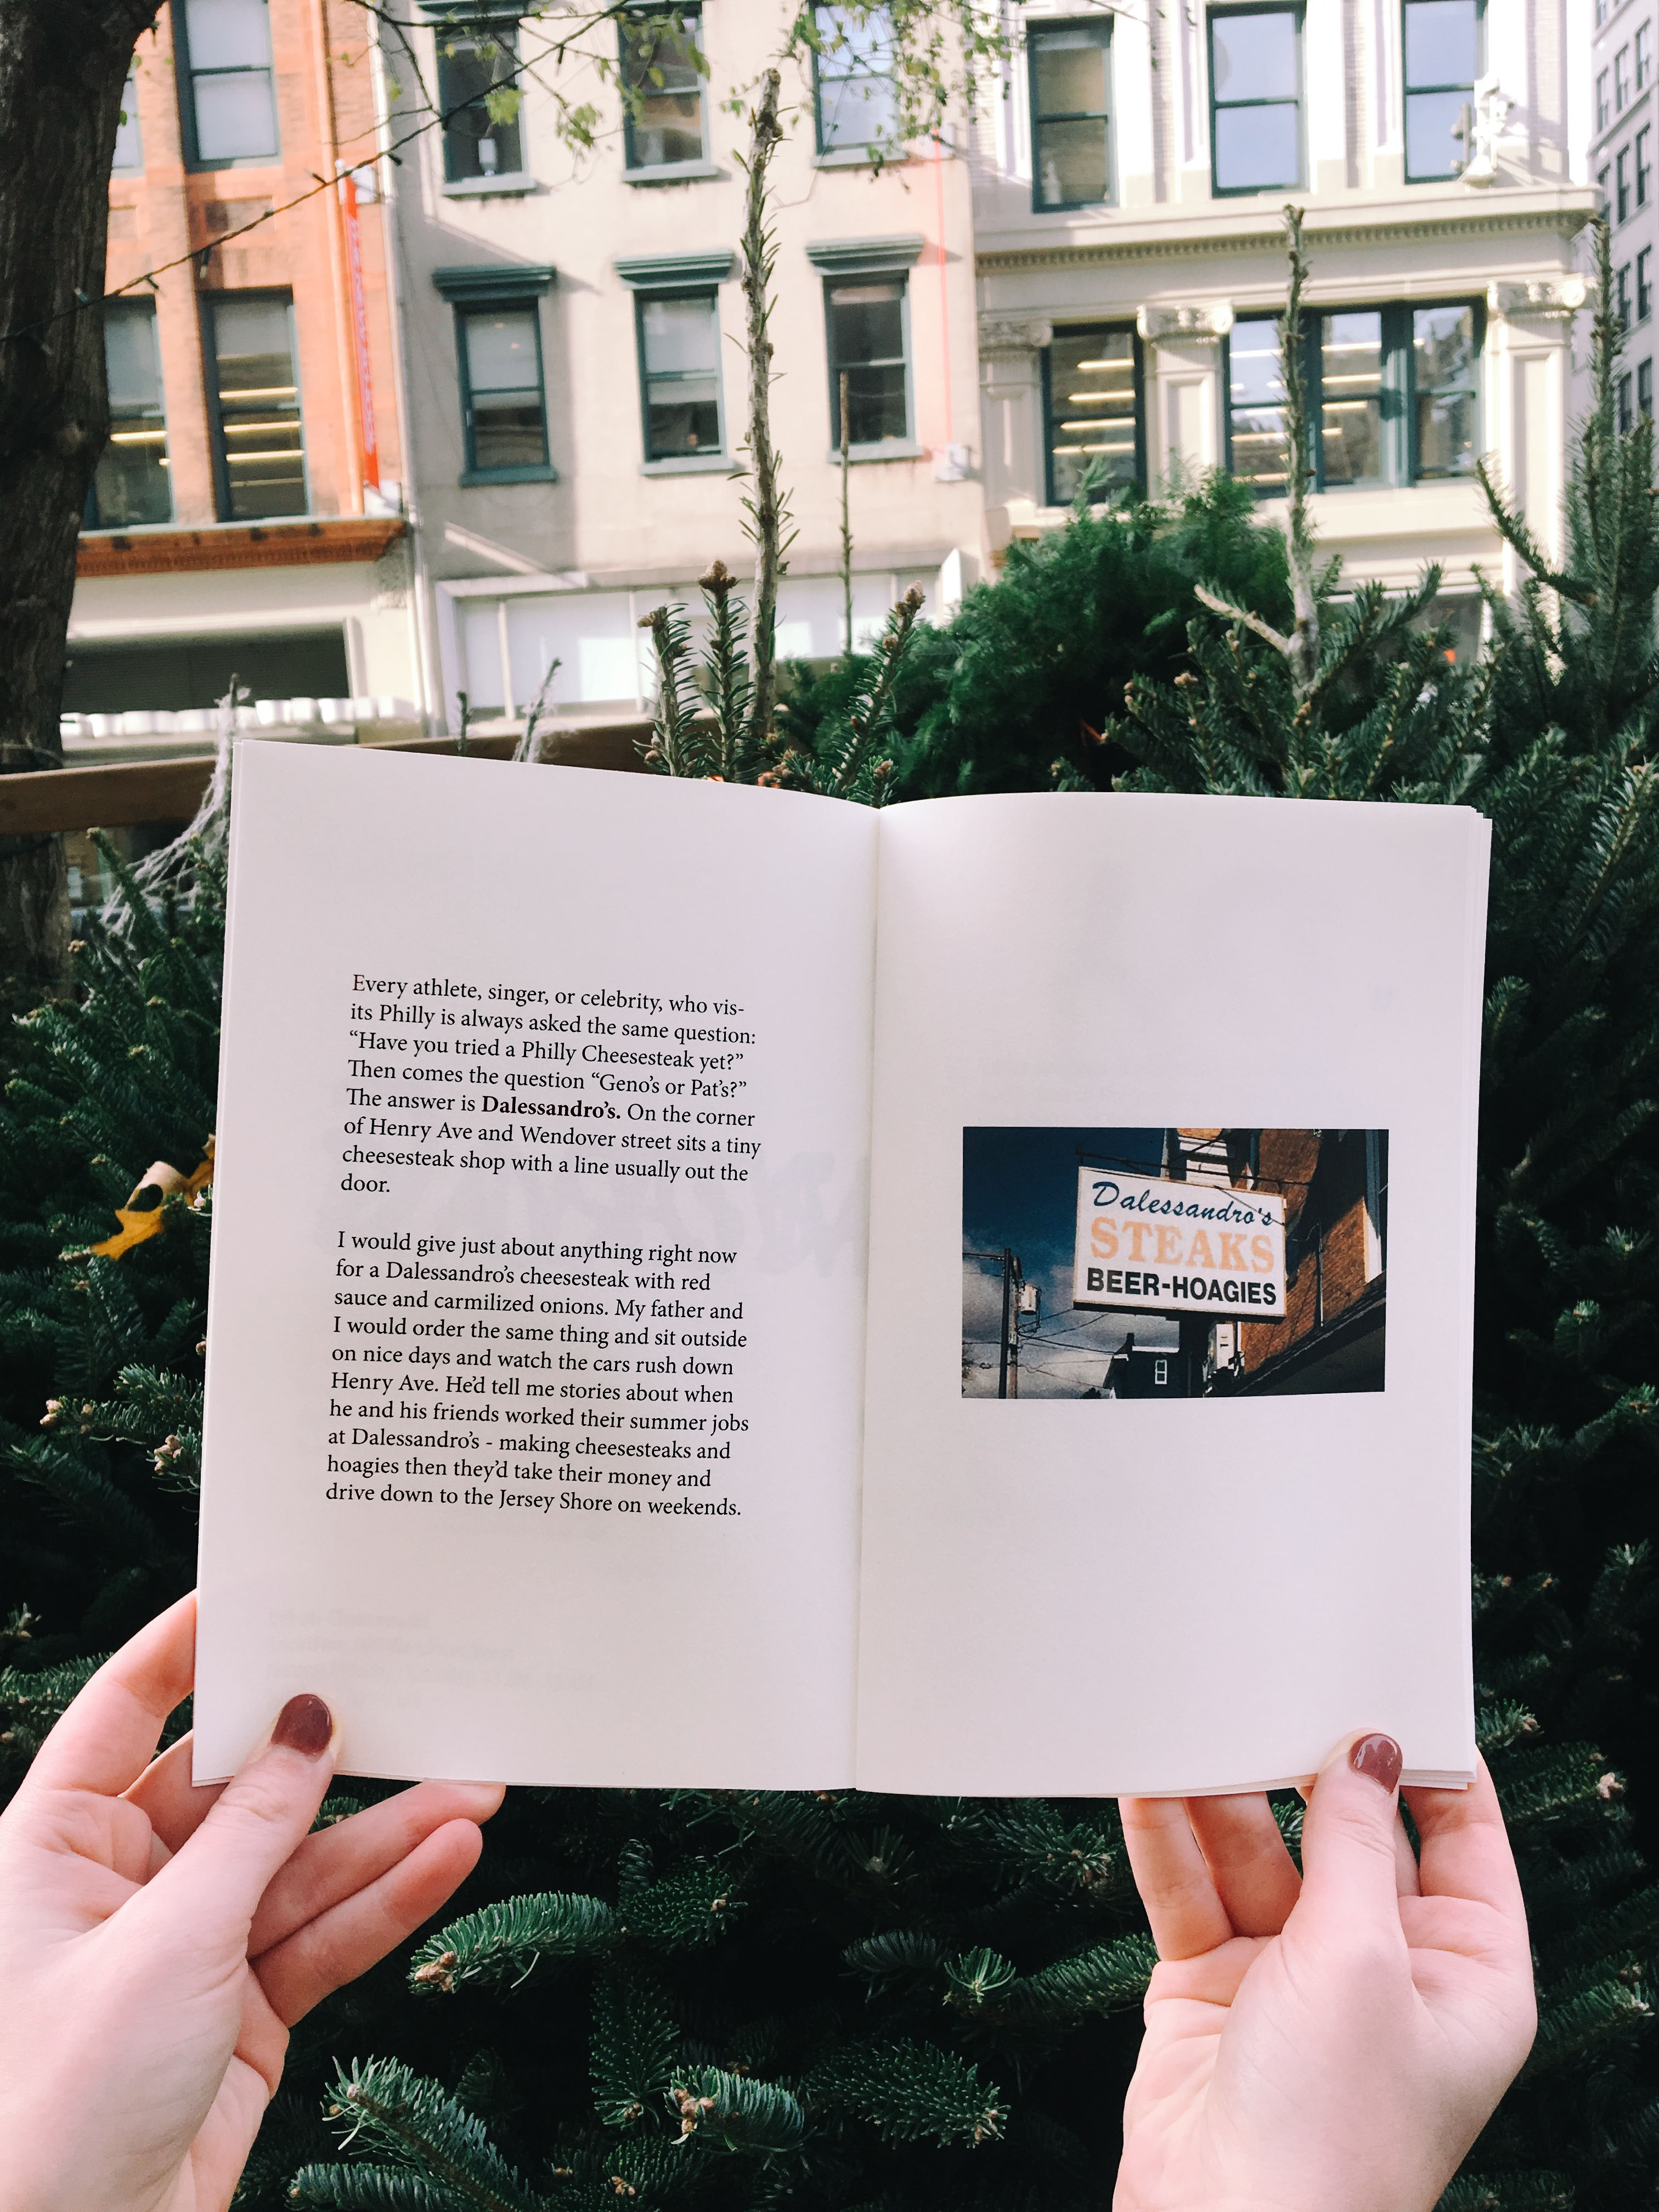 Every athlete, singer, or celebrity, who vis-
its Philly is always asked the same question:
“Have you tried a Philly Cheesesteak yet?”
Then comes the question “Geno’s or Pat’s?”
The answer is Dalessandro’s. On the corner
of Henry Ave and Wendover street sits a tiny
cheesesteak shop with a line usually out the
door.
I would give just about anything right now
for a Dalessandro’s cheesesteak with red
sauce and carmilized onions. My father and
I would order the same thing and sit outside
on nice days and watch the cars rush down
Henry Ave. He’d tell me stories about when
he and his friends worked their summer jobs
at Dalessandro’s - making cheesesteaks and
hoagies then they’d take their money and
drive down to the Jersey Shore on weekends.
Dalessandro's
STEAKS
BEER-HOAGIES